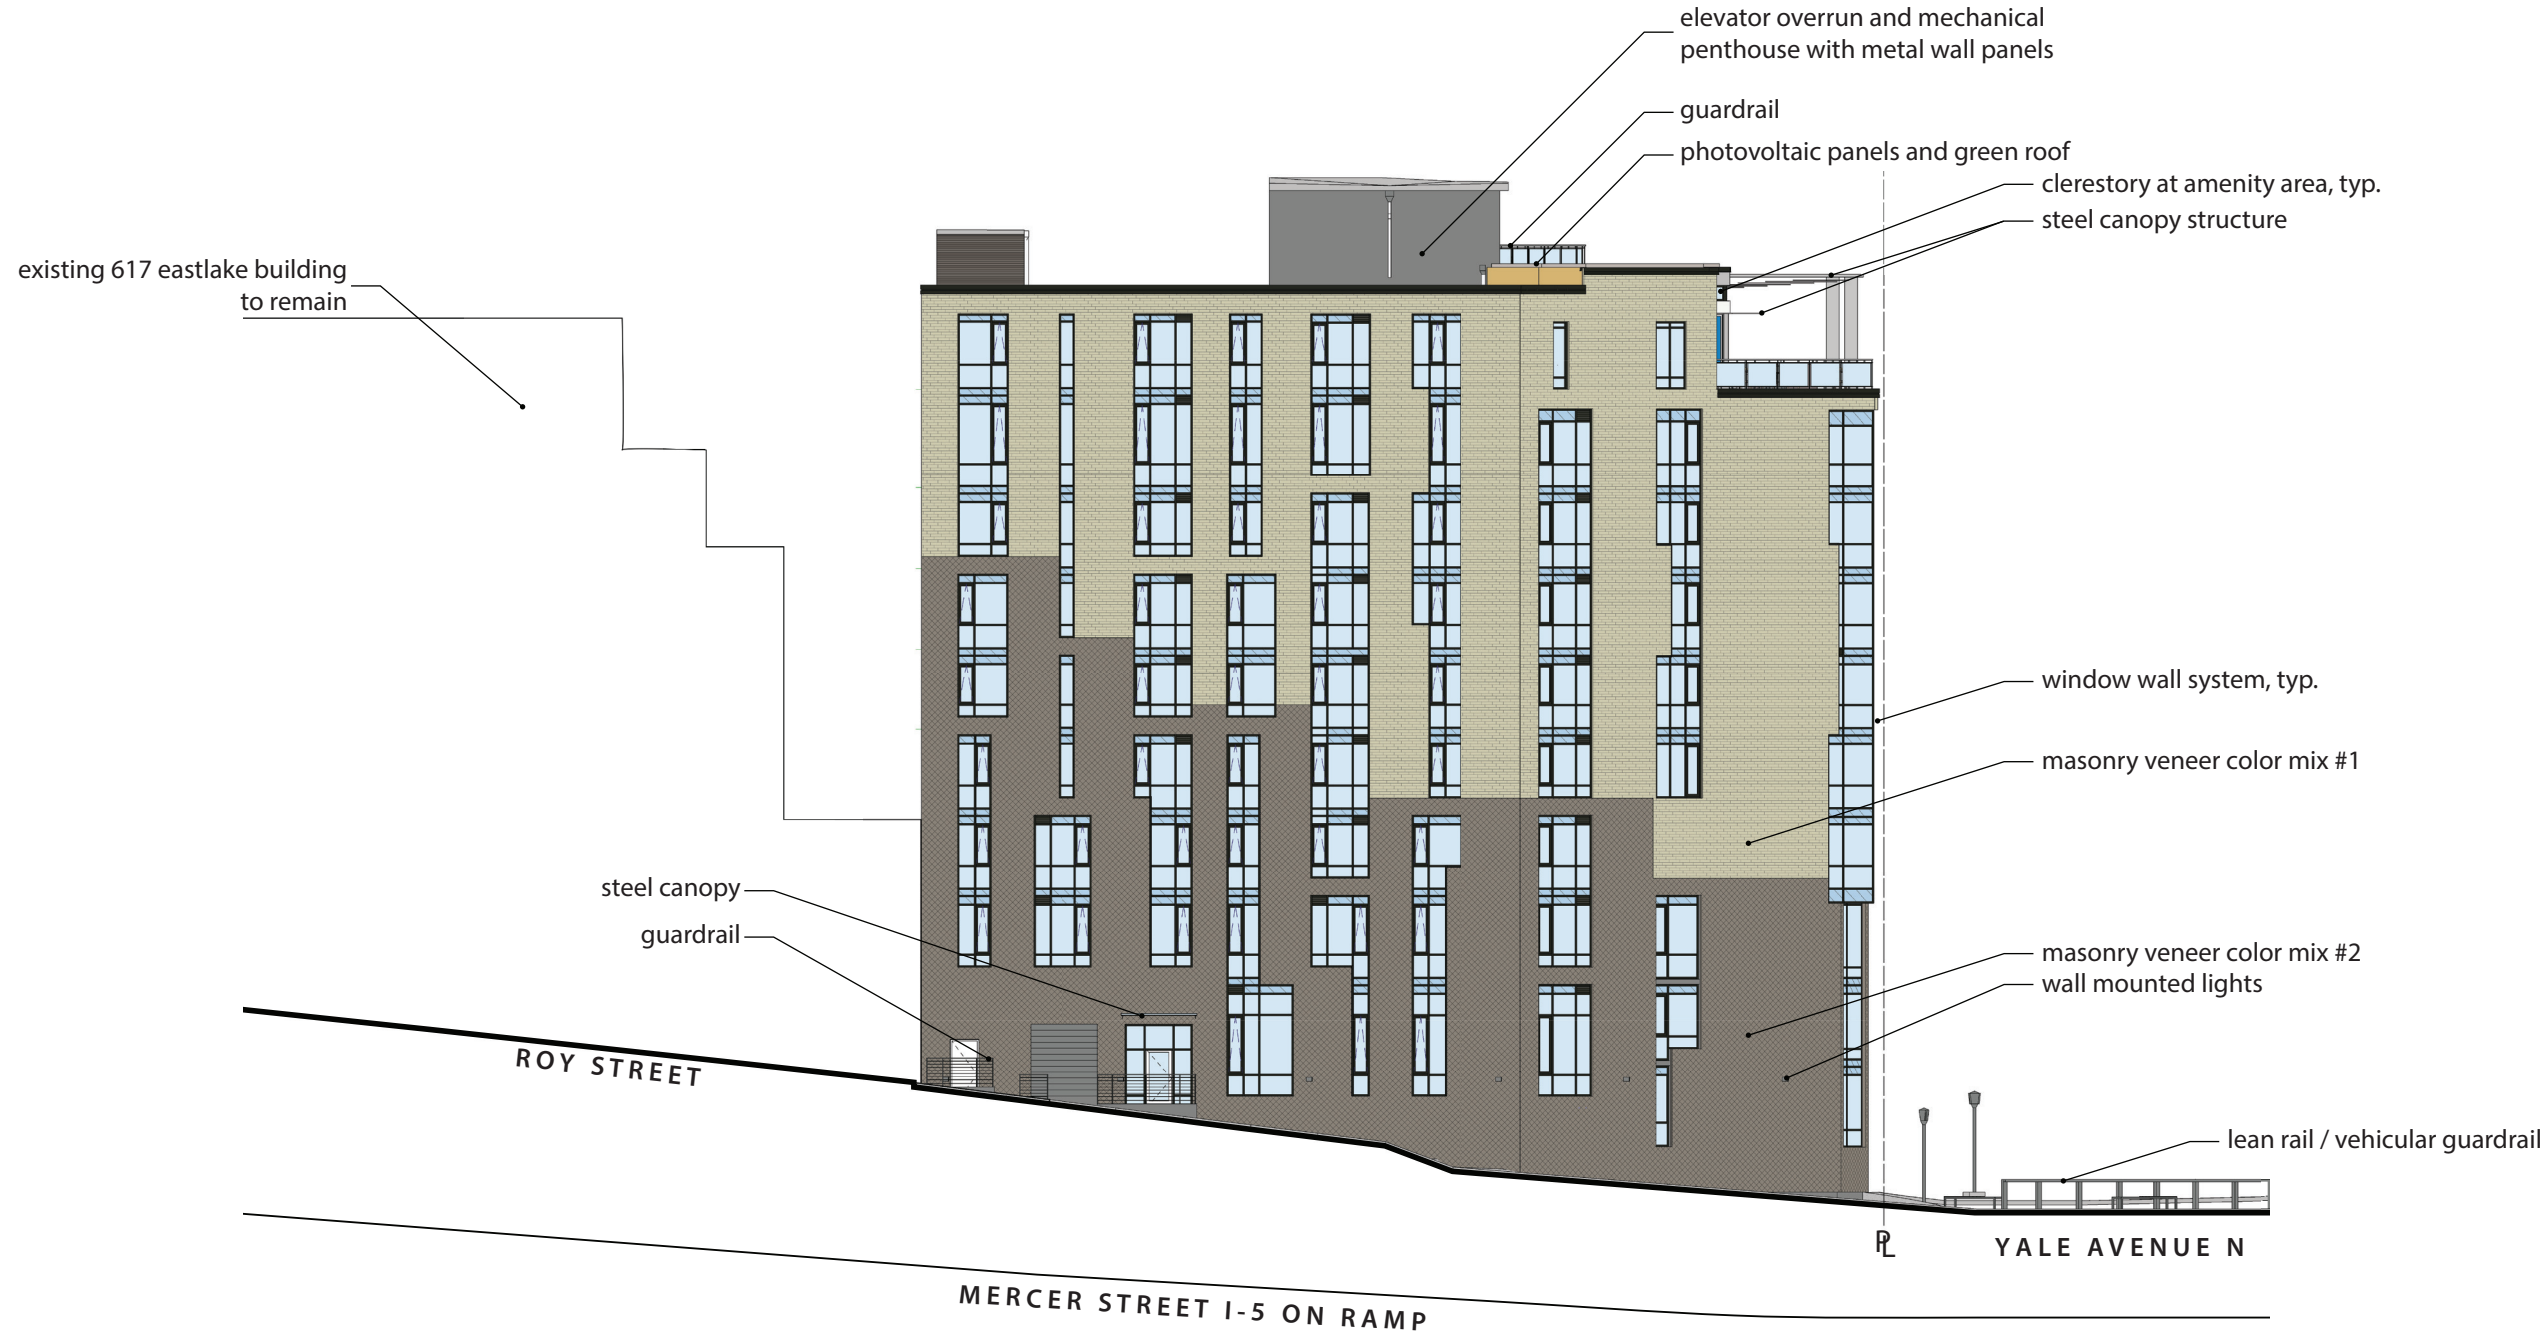 elevator overrun and mechanical
penthouse with metal wall panels
guardrail
photovoltaic panels and green roof
clerestory at amenity area, typ.
steel canopy structure
existing 617 eastlake building
to remain
window wall system, typ.
masonry veneer color mix #1
steel canopy
guardrail
masonry veneer color mix #2
wall mounted lights
ROY STREET
lean rail / vehicular guardrail
PL
YALE AVENUE N
MERCER STREET I-5 ON RAMP